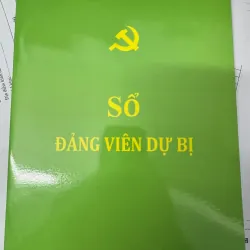 SỔ
ĐẢNG VIÊN DỰ BỊ